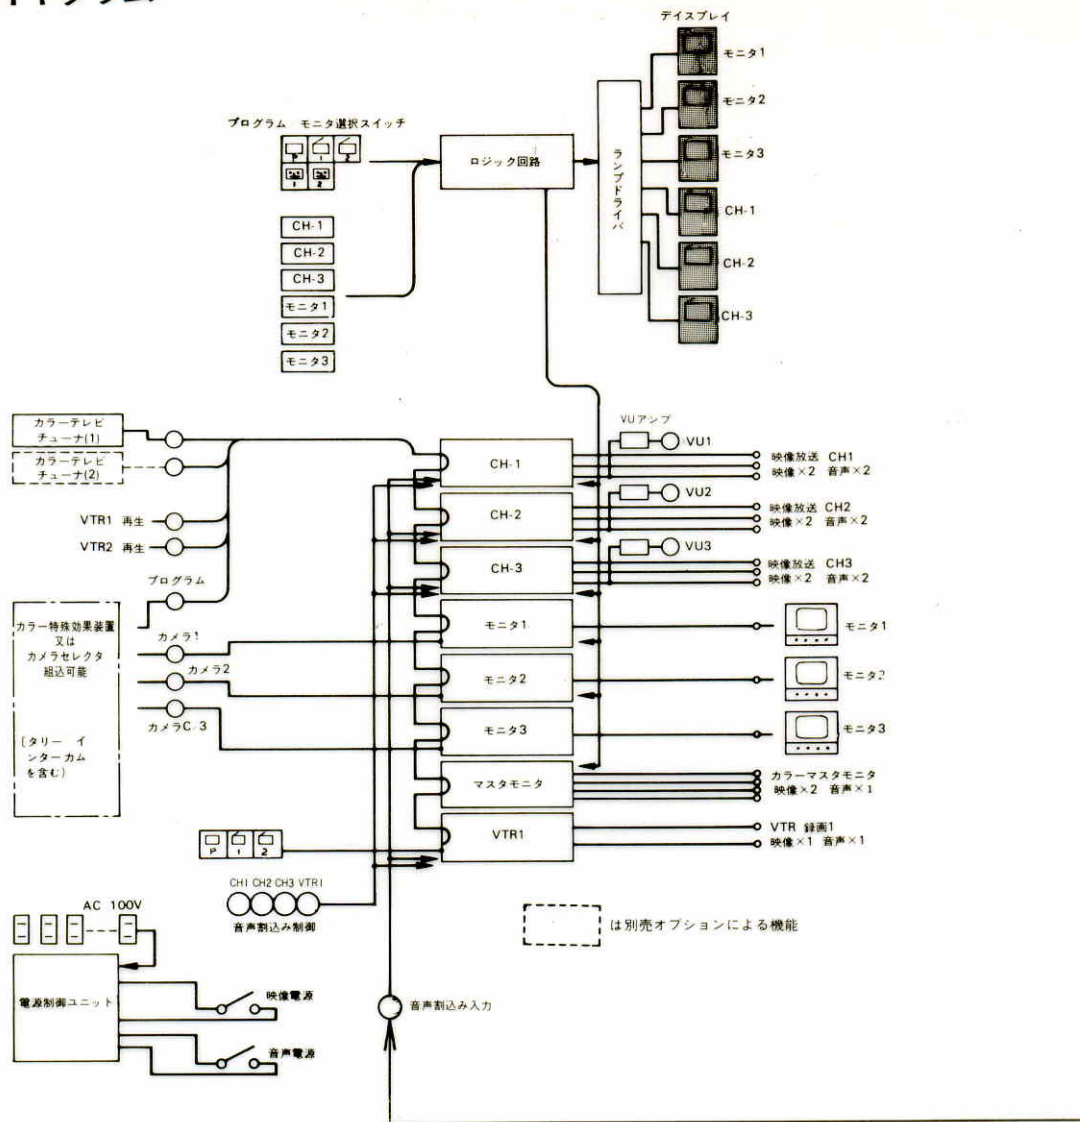 デイスプレイ
モニタ1
モニタ2
モニタ3
CH-1
CH-2
CH-3
プログラム モニタ選択スイッチ
P 1 2
1 2
ロジック回路
ランプドライバ
CH-1
CH-2
CH-3
モニタ1
モニタ2
モニタ3
カラーテレビ
チューナ(1)
カラーテレビ
チューナ(2)
VTR1 再生
VTR2 再生
プログラム
カラー特殊効果装置
又は
カメラセレクタ
組込可能
(タリー イ
ンターカム
を含む)
カメラ1
カメラ2
カメラC 3
CH-1
CH-2
CH-3
モニタ1
モニタ2
モニタ3
マスタモニタ
VTR1
VUアンプ
VU1
VU2
VU3
映像放送 CH1
映像×2 音声×2
映像放送 CH2
映像×2 音声×2
映像放送 CH3
映像×2 音声×2
モニタ1
モニタ2
モニタ3
カラーマスタモニタ
映像×2 音声×1
VTR 録画1
映像×1 音声×1
P 1 2
CH1 CH2 CH3 VTR1
音声割込み制御
AC 100V
電源制御ユニット
映像電源
音声電源
音声割込み入力
は別売オプションによる機能